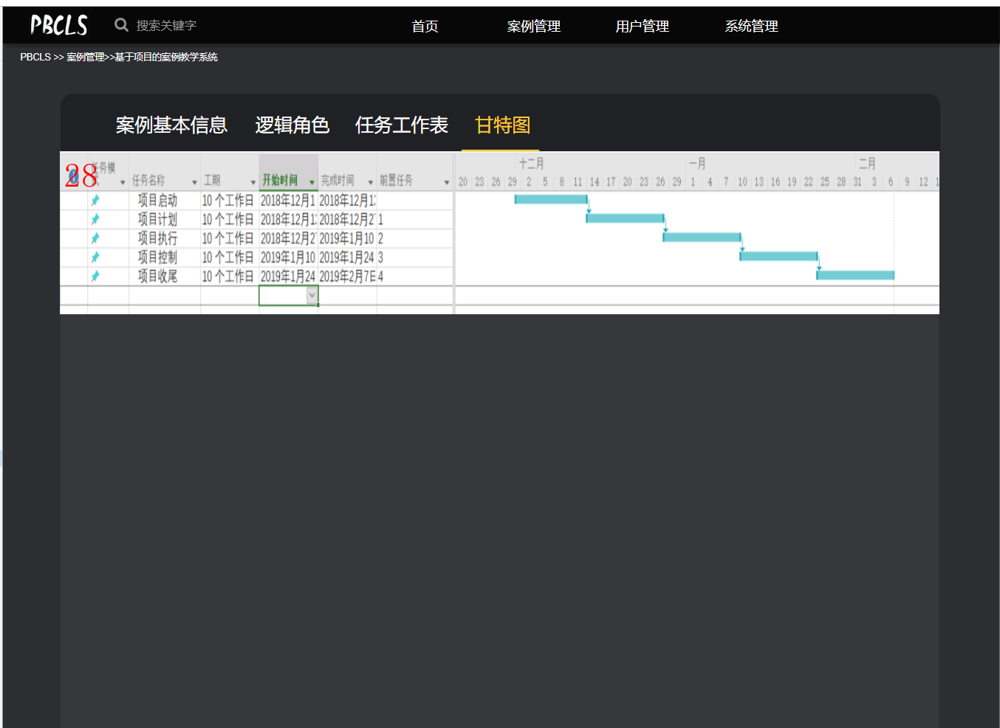 PBCLS 搜索关键字 首页 案例管理 用户管理 系统管理
PBCLS >> 案例管理>>基于项目的案例教学系统
案例基本信息 逻辑角色 任务工作表 甘特图
28
任务模
任务名称 工期 开始时间 完成时间 前置任务
十二月 一月 二月
20 23 26 29 2 5 8 11 14 17 20 23 26 29 1 4 7 10 13 16 19 22 25 28 31 3 6 9 12 1
项目启动 10 个工作日 2018年12月1 2018年12月1
项目计划 10 个工作日 2018年12月1 2018年12月2 1
项目执行 10 个工作日 2018年12月2 2019年1月10 2
项目控制 10 个工作日 2019年1月10 2019年1月24 3
项目收尾 10 个工作日 2019年1月24 2019年2月7日 4